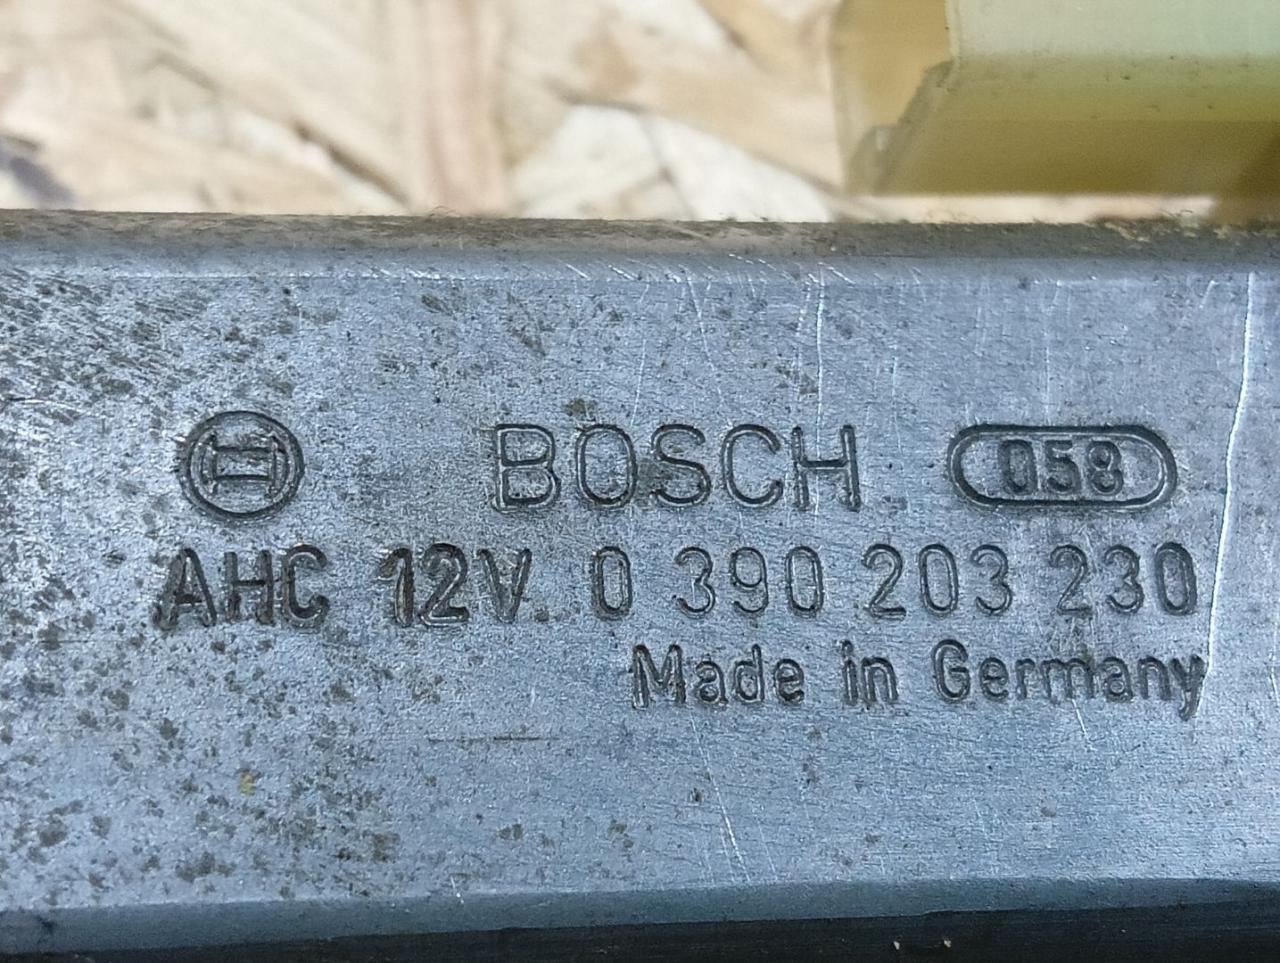 BOSCH 058
AHC 12V 0 390 203 230
Made in Germany